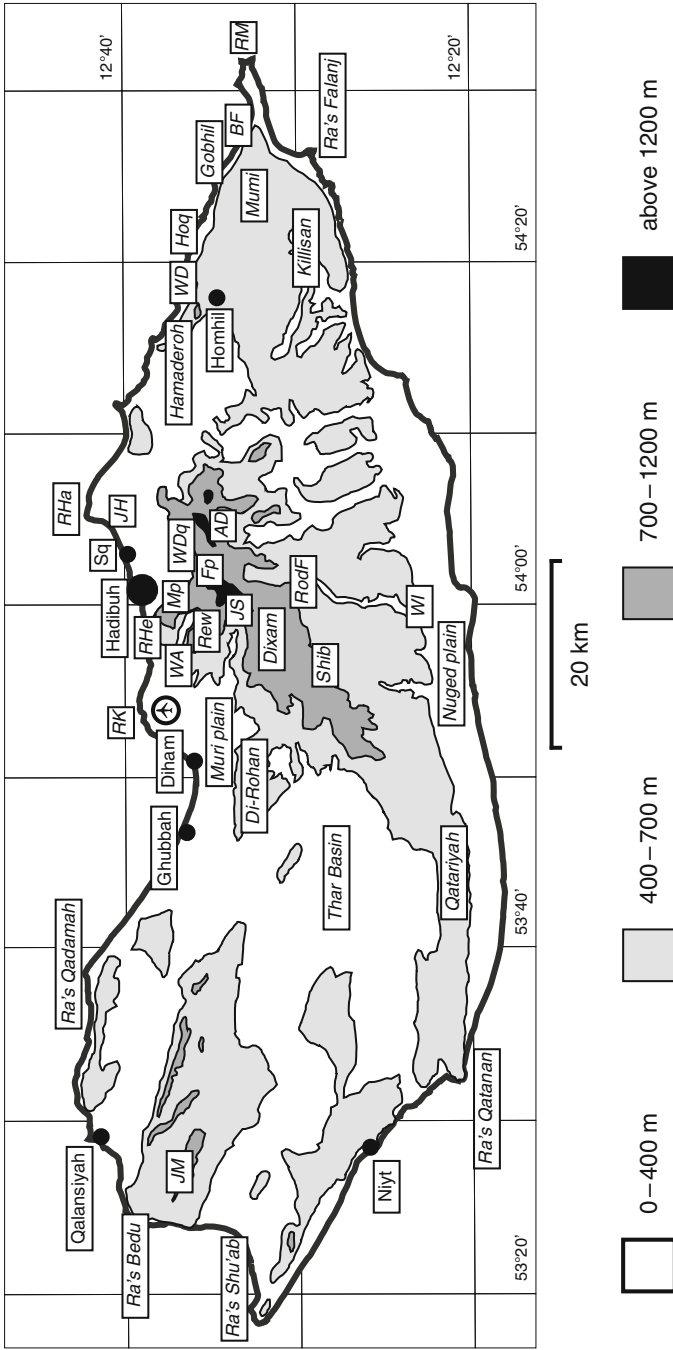 12°40'
12°20'
RM
Ra's Falanj
BF
Gobhil
Mumi
Hoq
WD
Killisan
54°20'
Homhil
Hamaderoh
RHa
JH
Sq
WDq
AD
Fp
Hadibuh
Mp
RHe
Rew
JS
RodF
WA
Dixam
Shib
WI
54°00'
RK
Muri plain
Nuged plain
Diham
Di-Rohan
Ghubbah
Thar Basin
Qatariyah
53°40'
Ra's Qadamah
Qalansiyah
JM
Niyt
Ra's Qatanan
Ra's Bedu
Ra's Shu'ab
53°20'
20 km
0–400 m
400–700 m
700–1200 m
above 1200 m